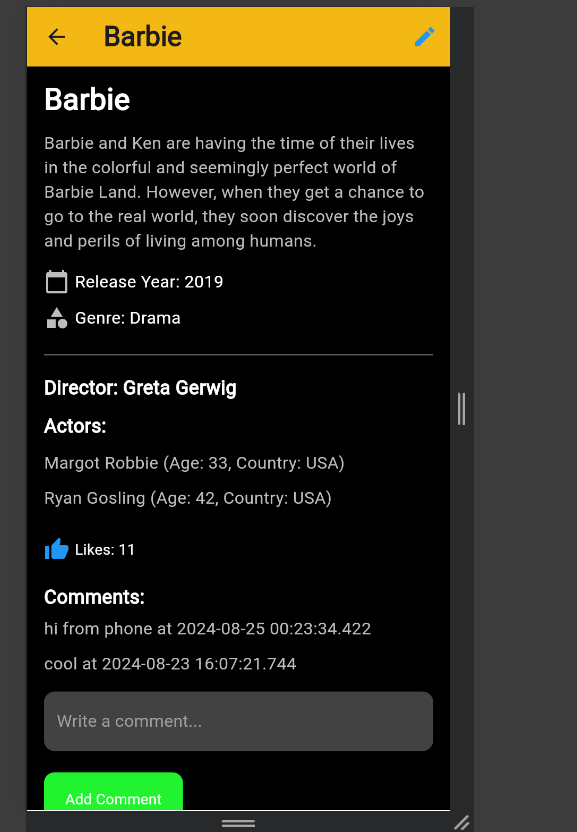 Barbie
Barbie
Barbie and Ken are having the time of their lives
in the colorful and seemingly perfect world of
Barbie Land. However, when they get a chance to
go to the real world, they soon discover the joys
and perils of living among humans.
Release Year: 2019
Genre: Drama
Director: Greta Gerwig
Actors:
Margot Robbie (Age: 33, Country: USA)
Ryan Gosling (Age: 42, Country: USA)
Likes: 11
Comments:
hi from phone at 2024-08-25 00:23:34.422
cool at 2024-08-23 16:07:21.744
Write a comment...
Add Comment